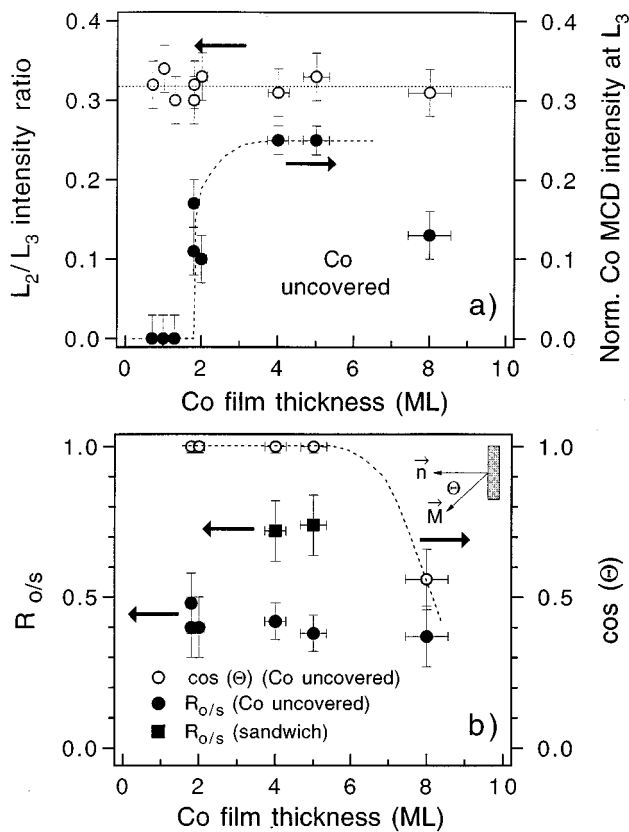 0.4
0.3
0.2
0.1
0.0
L2/L3 intensity ratio
0.4
0.3
0.2
0.1
0.0
Norm. Co MCD intensity at L3
Co
uncovered
a)
0 2 4 6 8 10
Co film thickness (ML)
1.0
0.5
0.0
R o/s
1.0
0.5
0.0
cos (Θ)
n
Θ
M
cos (Θ) (Co uncovered)
R o/s (Co uncovered)
R o/s (sandwich)
b)
0 2 4 6 8 10
Co film thickness (ML)